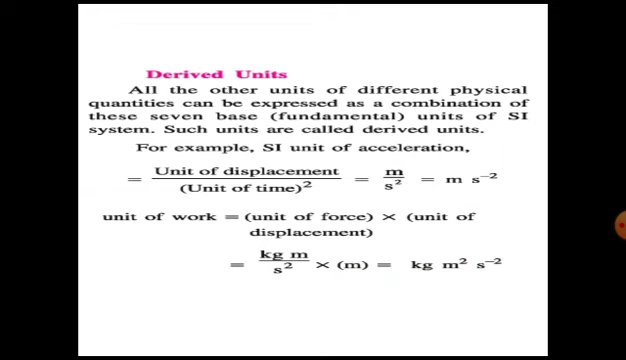 Derived Units
All the other units of different physical
quantities can be expressed as a combination of
these seven base (fundamental) units of SI
system. Such units are called derived units.
For example, SI unit of acceleration,
= Unit of displacement / (Unit of time)² = m / s² = m s⁻²
unit of work = (unit of force) × (unit of
displacement)
= kg m / s² × (m) = kg m² s⁻²